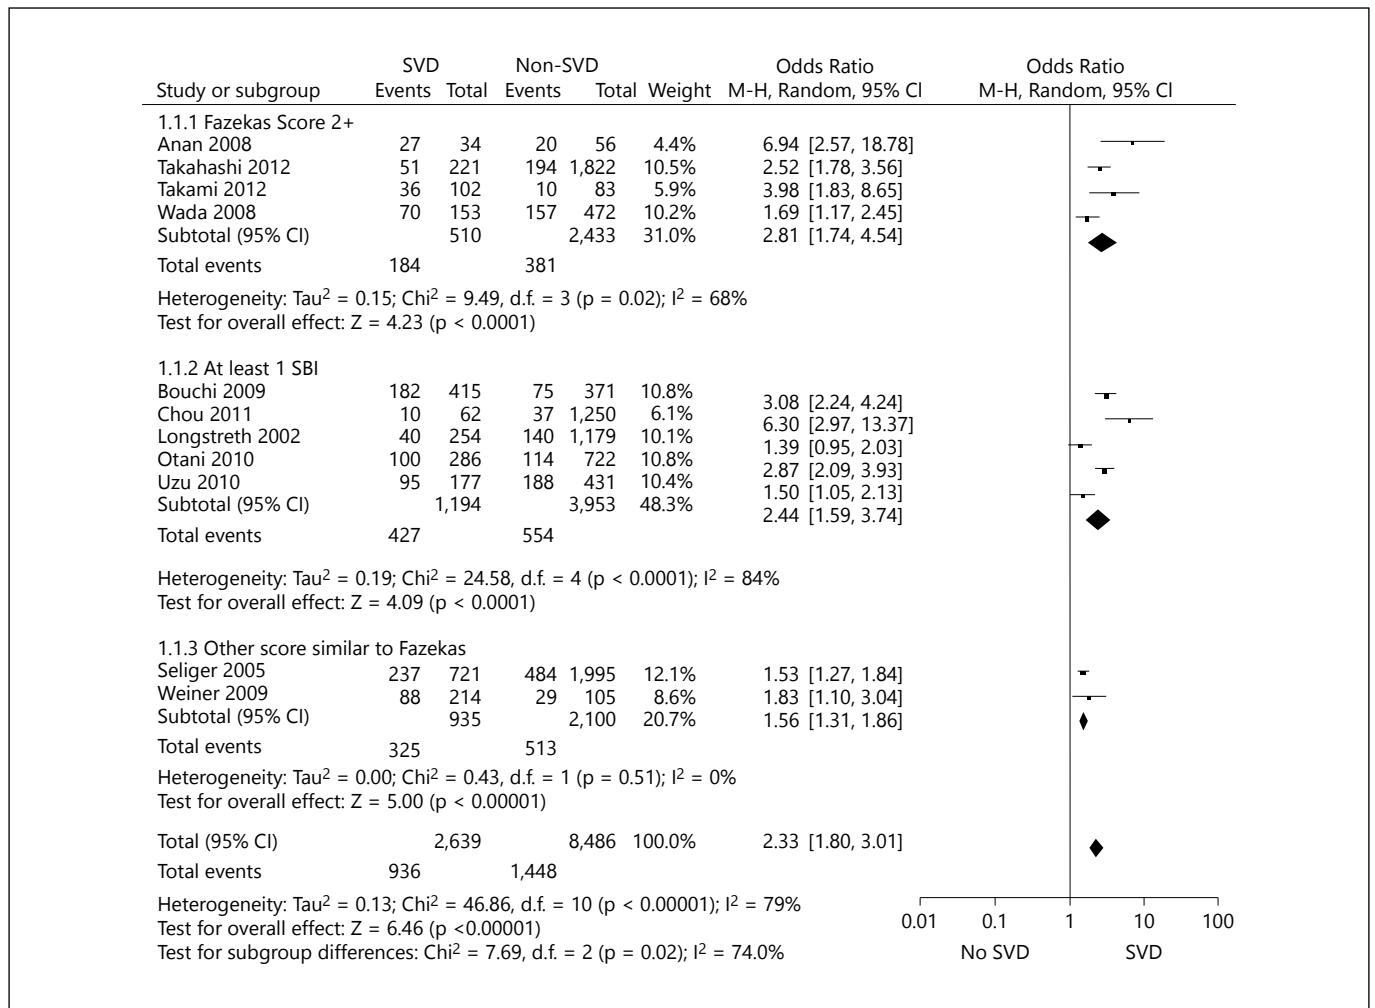 SVD Non-SVD Odds Ratio Odds Ratio
Study or subgroup Events Total Events Total Weight M-H, Random, 95% CI M-H, Random, 95% CI
1.1.1 Fazekas Score 2+
Anan 2008 27 34 20 56 4.4% 6.94 [2.57, 18.78]
Takahashi 2012 51 221 194 1,822 10.5% 2.52 [1.78, 3.56]
Takami 2012 36 102 10 83 5.9% 3.98 [1.83, 8.65]
Wada 2008 70 153 157 472 10.2% 1.69 [1.17, 2.45]
Subtotal (95% CI) 510 2,433 31.0% 2.81 [1.74, 4.54]
Total events 184 381
Heterogeneity: Tau² = 0.15; Chi² = 9.49, d.f. = 3 (p = 0.02); I² = 68%
Test for overall effect: Z = 4.23 (p < 0.0001)
1.1.2 At least 1 SBI
Bouchi 2009 182 415 75 371 10.8% 3.08 [2.24, 4.24]
Chou 2011 10 62 37 1,250 6.1% 6.30 [2.97, 13.37]
Longstreth 2002 40 254 140 1,179 10.1% 1.39 [0.95, 2.03]
Otani 2010 100 286 114 722 10.8% 2.87 [2.09, 3.93]
Uzu 2010 95 177 188 431 10.4% 1.50 [1.05, 2.13]
Subtotal (95% CI) 1,194 3,953 48.3% 2.44 [1.59, 3.74]
Total events 427 554
Heterogeneity: Tau² = 0.19; Chi² = 24.58, d.f. = 4 (p < 0.0001); I² = 84%
Test for overall effect: Z = 4.09 (p < 0.0001)
1.1.3 Other score similar to Fazekas
Seliger 2005 237 721 484 1,995 12.1% 1.53 [1.27, 1.84]
Weiner 2009 88 214 29 105 8.6% 1.83 [1.10, 3.04]
Subtotal (95% CI) 935 2,100 20.7% 1.56 [1.31, 1.86]
Total events 325 513
Heterogeneity: Tau² = 0.00; Chi² = 0.43, d.f. = 1 (p = 0.51); I² = 0%
Test for overall effect: Z = 5.00 (p < 0.00001)
Total (95% CI) 2,639 8,486 100.0% 2.33 [1.80, 3.01]
Total events 936 1,448
Heterogeneity: Tau² = 0.13; Chi² = 46.86, d.f. = 10 (p < 0.00001); I² = 79%
Test for overall effect: Z = 6.46 (p <0.00001)
Test for subgroup differences: Chi² = 7.69, d.f. = 2 (p = 0.02); I² = 74.0%
0.01 0.1 1 10 100
No SVD SVD